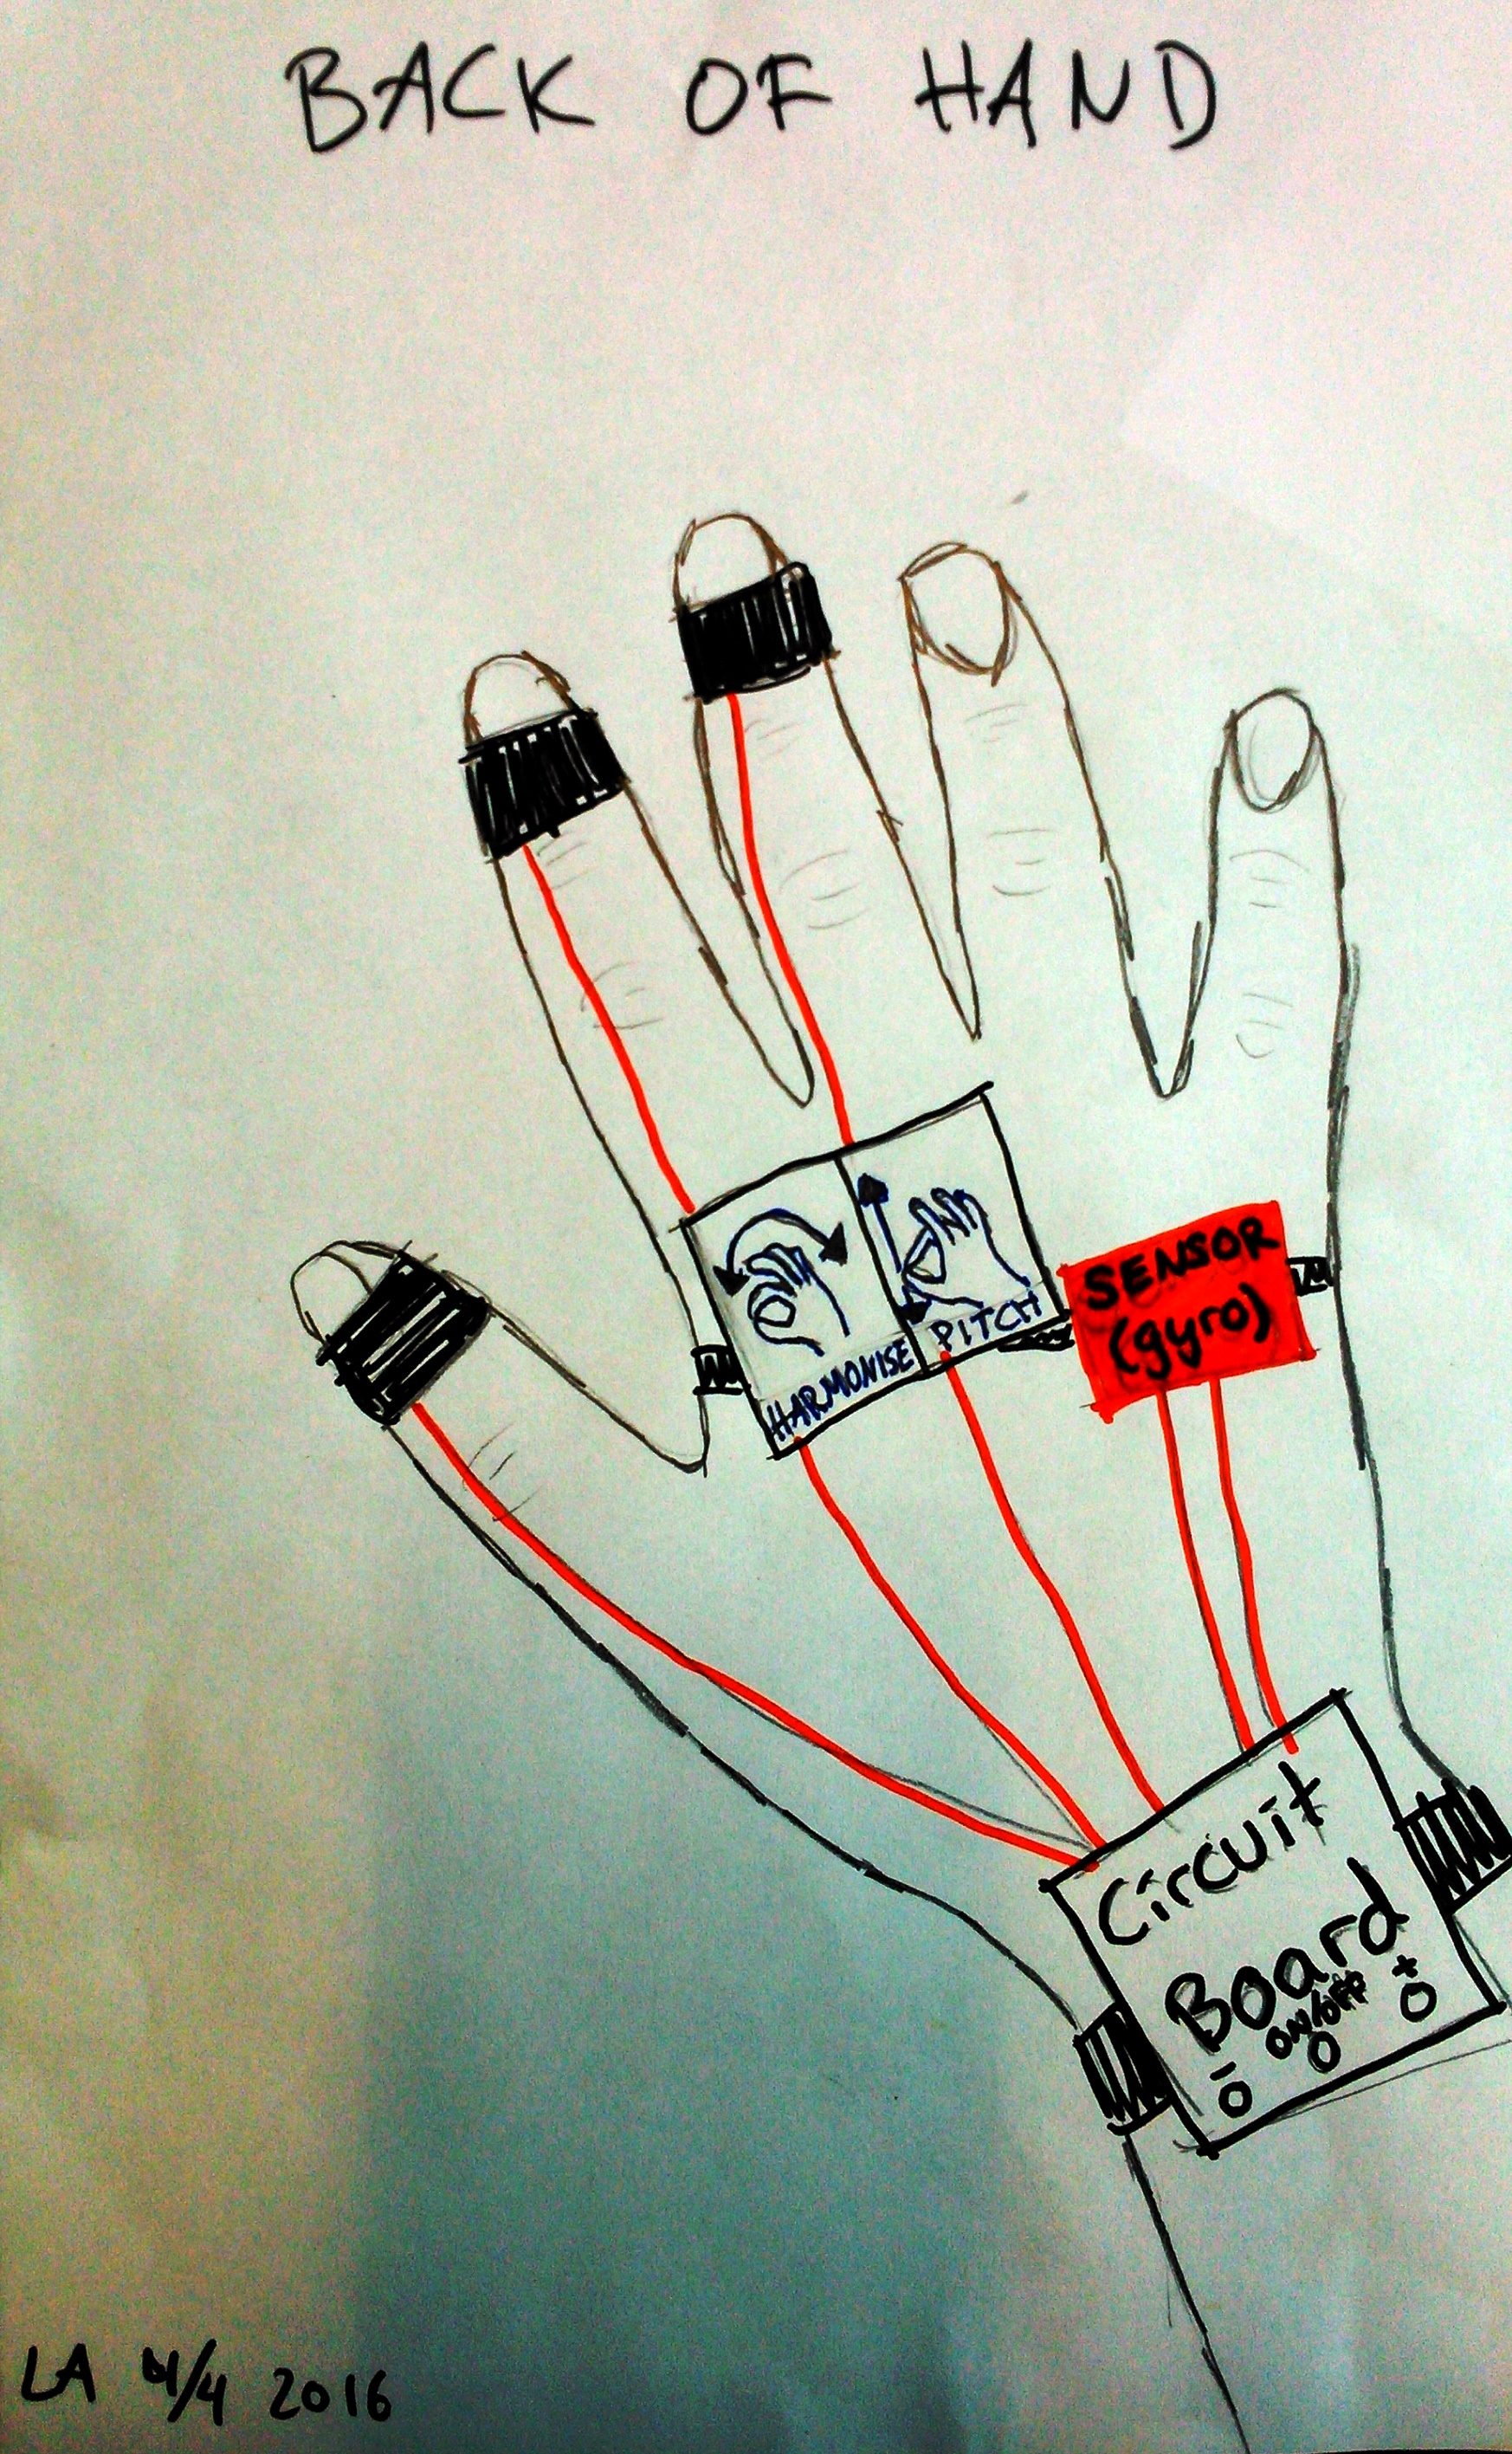 BACK OF HAND
HARMONISE
PITCH
SENSOR
(gyro)
Circuit
Board
- ON/OFF +
LA 4/4 2016